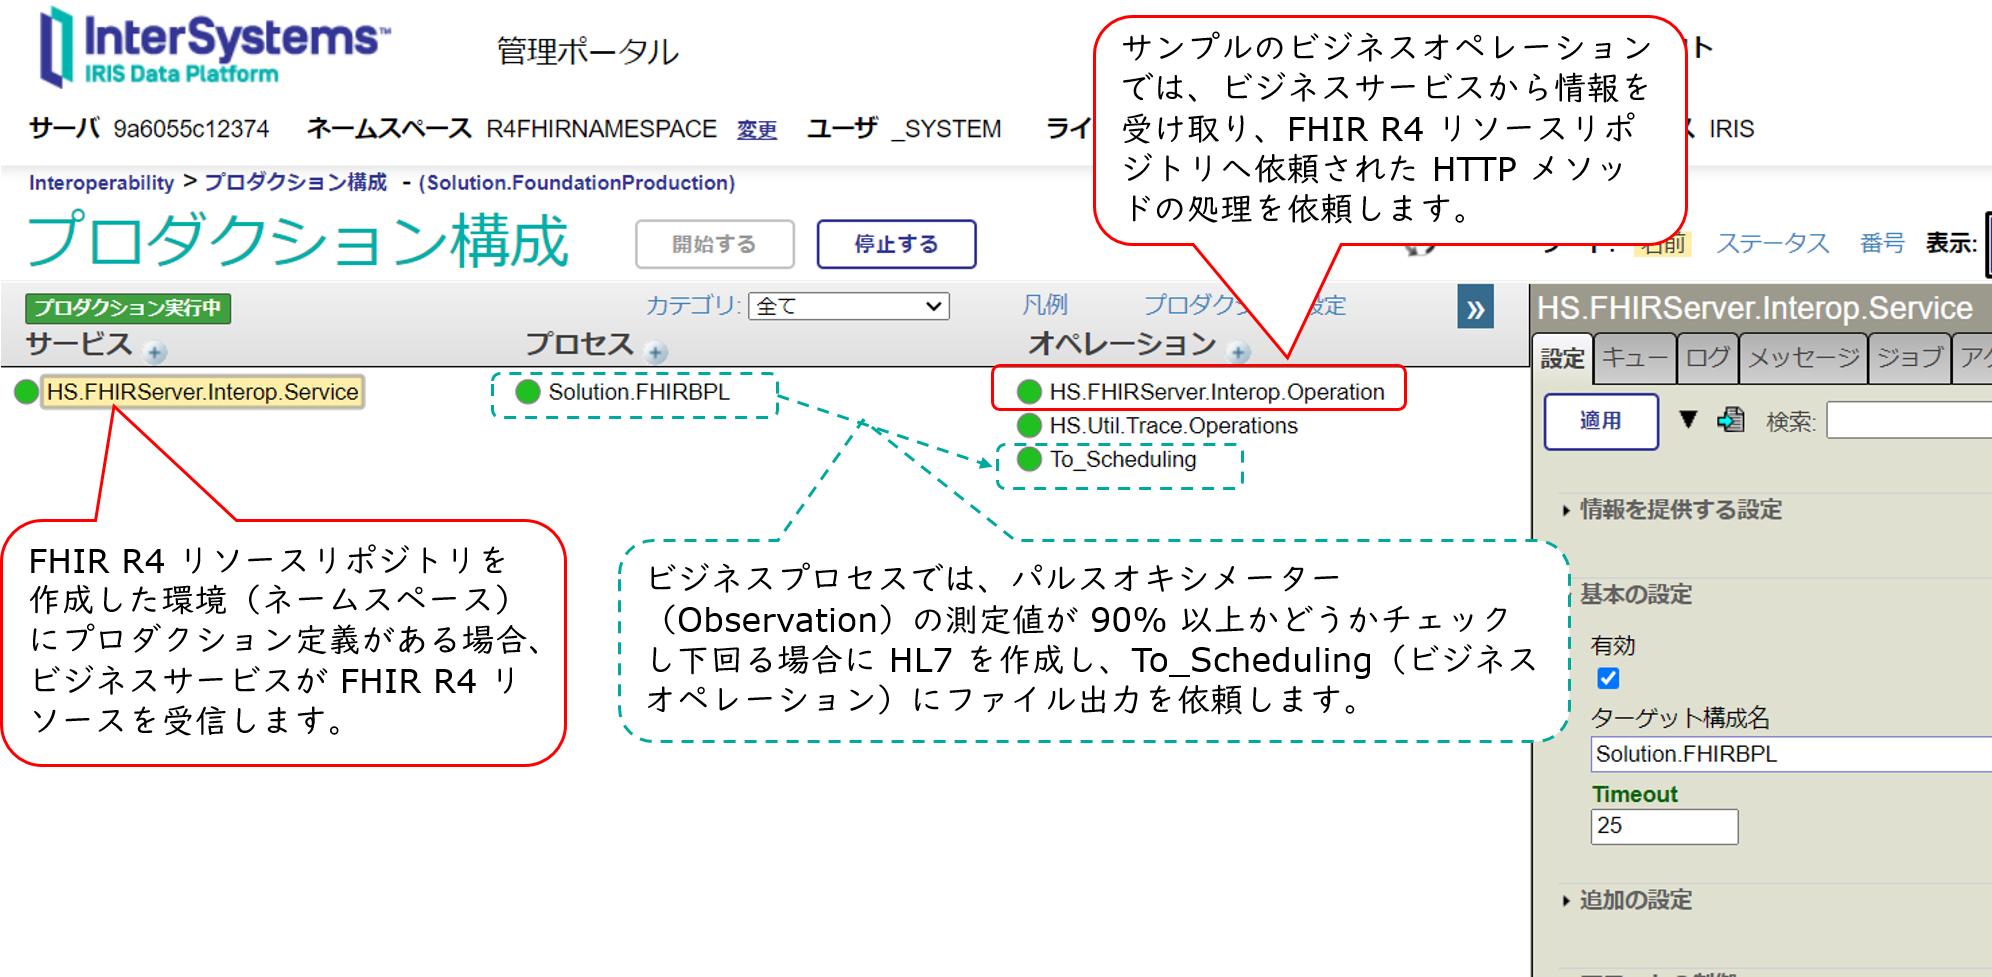 InterSystems™
IRIS Data Platform
管理ポータル
サーバ 9a6055c12374 ネームスペース R4FHIRNAMESPACE 変更 ユーザ _SYSTEM ライ IRIS
サンプルのビジネスオペレーション
では、ビジネスサービスから情報を
受け取り、FHIR R4 リソースリポ
ジトリへ依頼された HTTP メソッ
ドの処理を依頼します。
ト
Interoperability > プロダクション構成 - (Solution.FoundationProduction)
プロダクション構成 開始する 停止する
名前 ステータス 番号 表示:
プロダクション実行中 カテゴリ: 全て 凡例 プロダク 設定 »
サービス プロセス オペレーション
HS.FHIRServer.Interop.Service Solution.FHIRBPL HS.FHIRServer.Interop.Operation
HS.Util.Trace.Operations
To_Scheduling
FHIR R4 リソースリポジトリを
作成した環境（ネームスペース）
にプロダクション定義がある場合、
ビジネスサービスが FHIR R4 リ
ソースを受信します。
ビジネスプロセスでは、パルスオキシメーター
（Observation）の測定値が 90% 以上かどうかチェック
し下回る場合に HL7 を作成し、To_Scheduling（ビジネス
オペレーション）にファイル出力を依頼します。
HS.FHIRServer.Interop.Service
設定 キュー ログ メッセージ ジョブ アク
適用 検索:
情報を提供する設定
基本の設定
有効
ターゲット構成名
Solution.FHIRBPL
Timeout
25
追加の設定